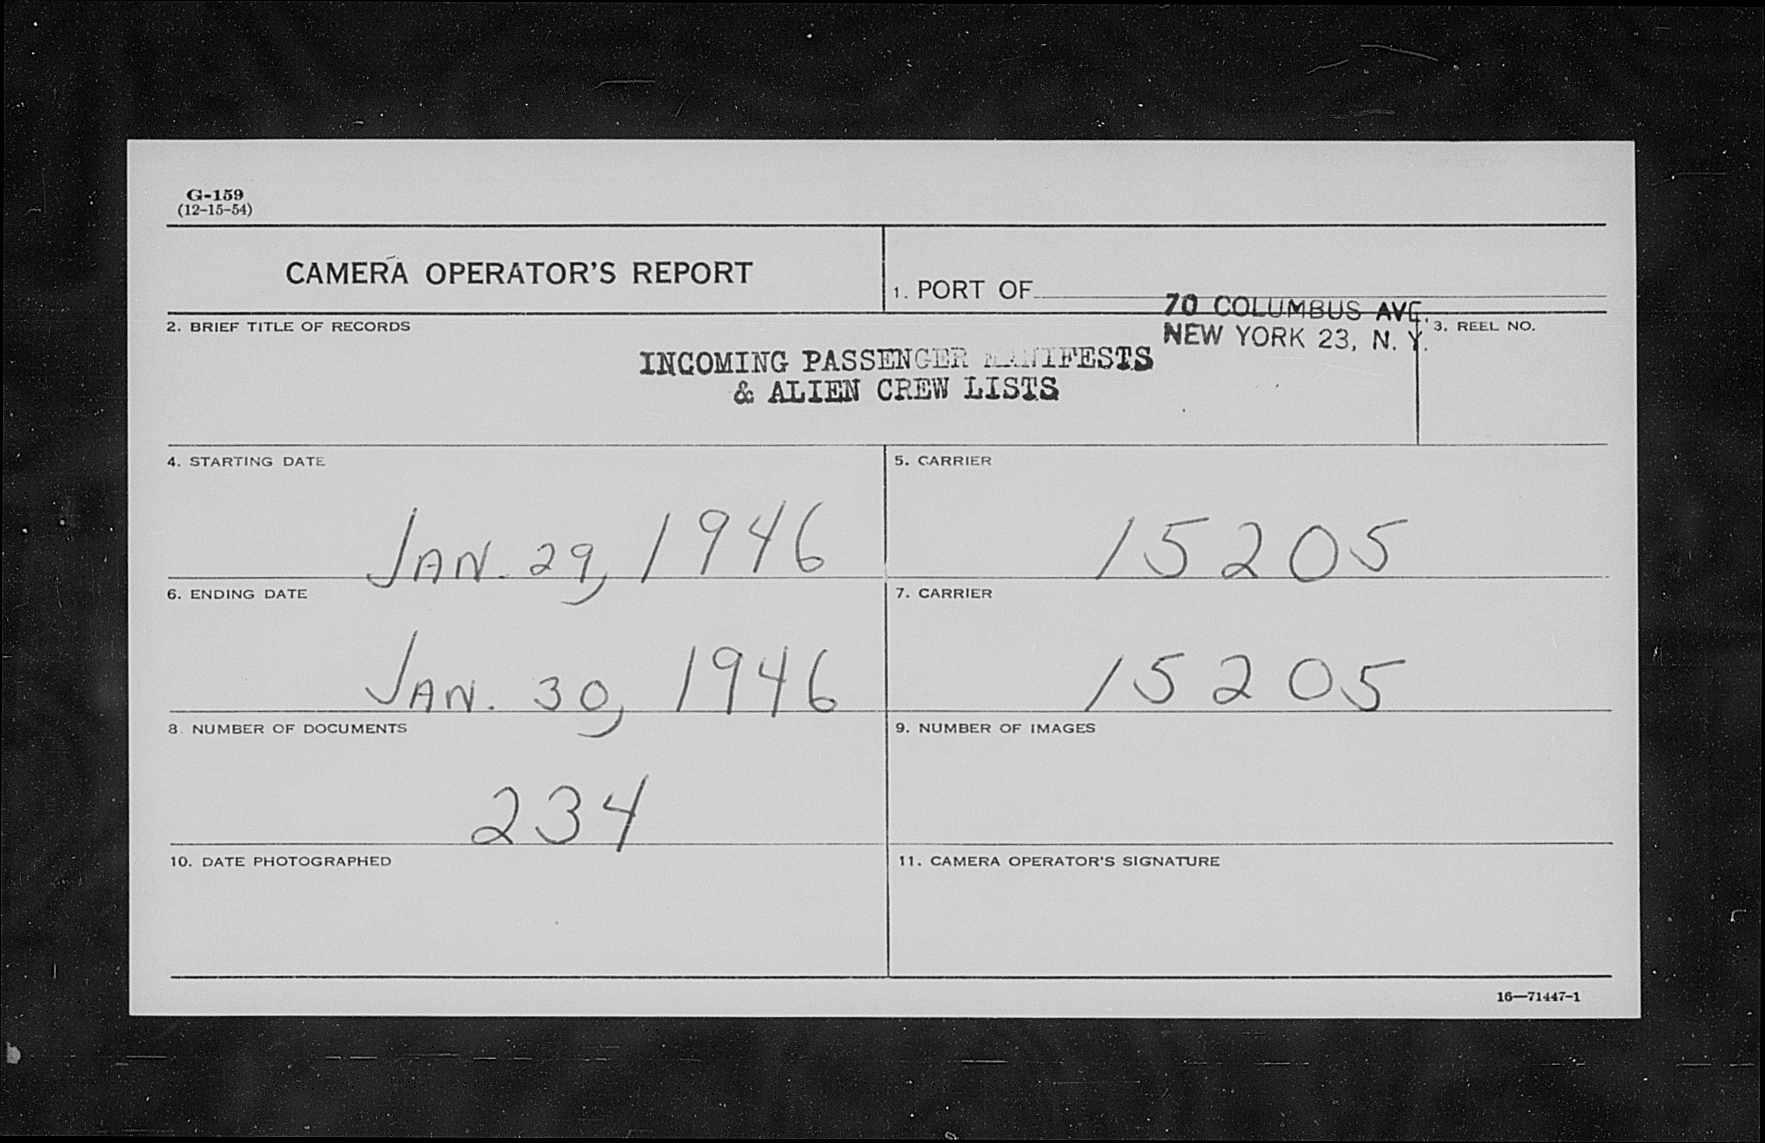 G-159
(12-15-54)
CAMERA OPERATOR'S REPORT
1. PORT OF
70 COLUMBUS AVE.
NEW YORK 23, N. Y.
2. BRIEF TITLE OF RECORDS
3. REEL NO.
INCOMING PASSENGER MANIFESTS
& ALIEN CREW LISTS
4. STARTING DATE
JAN. 29, 1946
5. CARRIER
15205
6. ENDING DATE
JAN. 30, 1946
7. CARRIER
15205
8. NUMBER OF DOCUMENTS
234
9. NUMBER OF IMAGES
10. DATE PHOTOGRAPHED
11. CAMERA OPERATOR'S SIGNATURE
16—71447-1